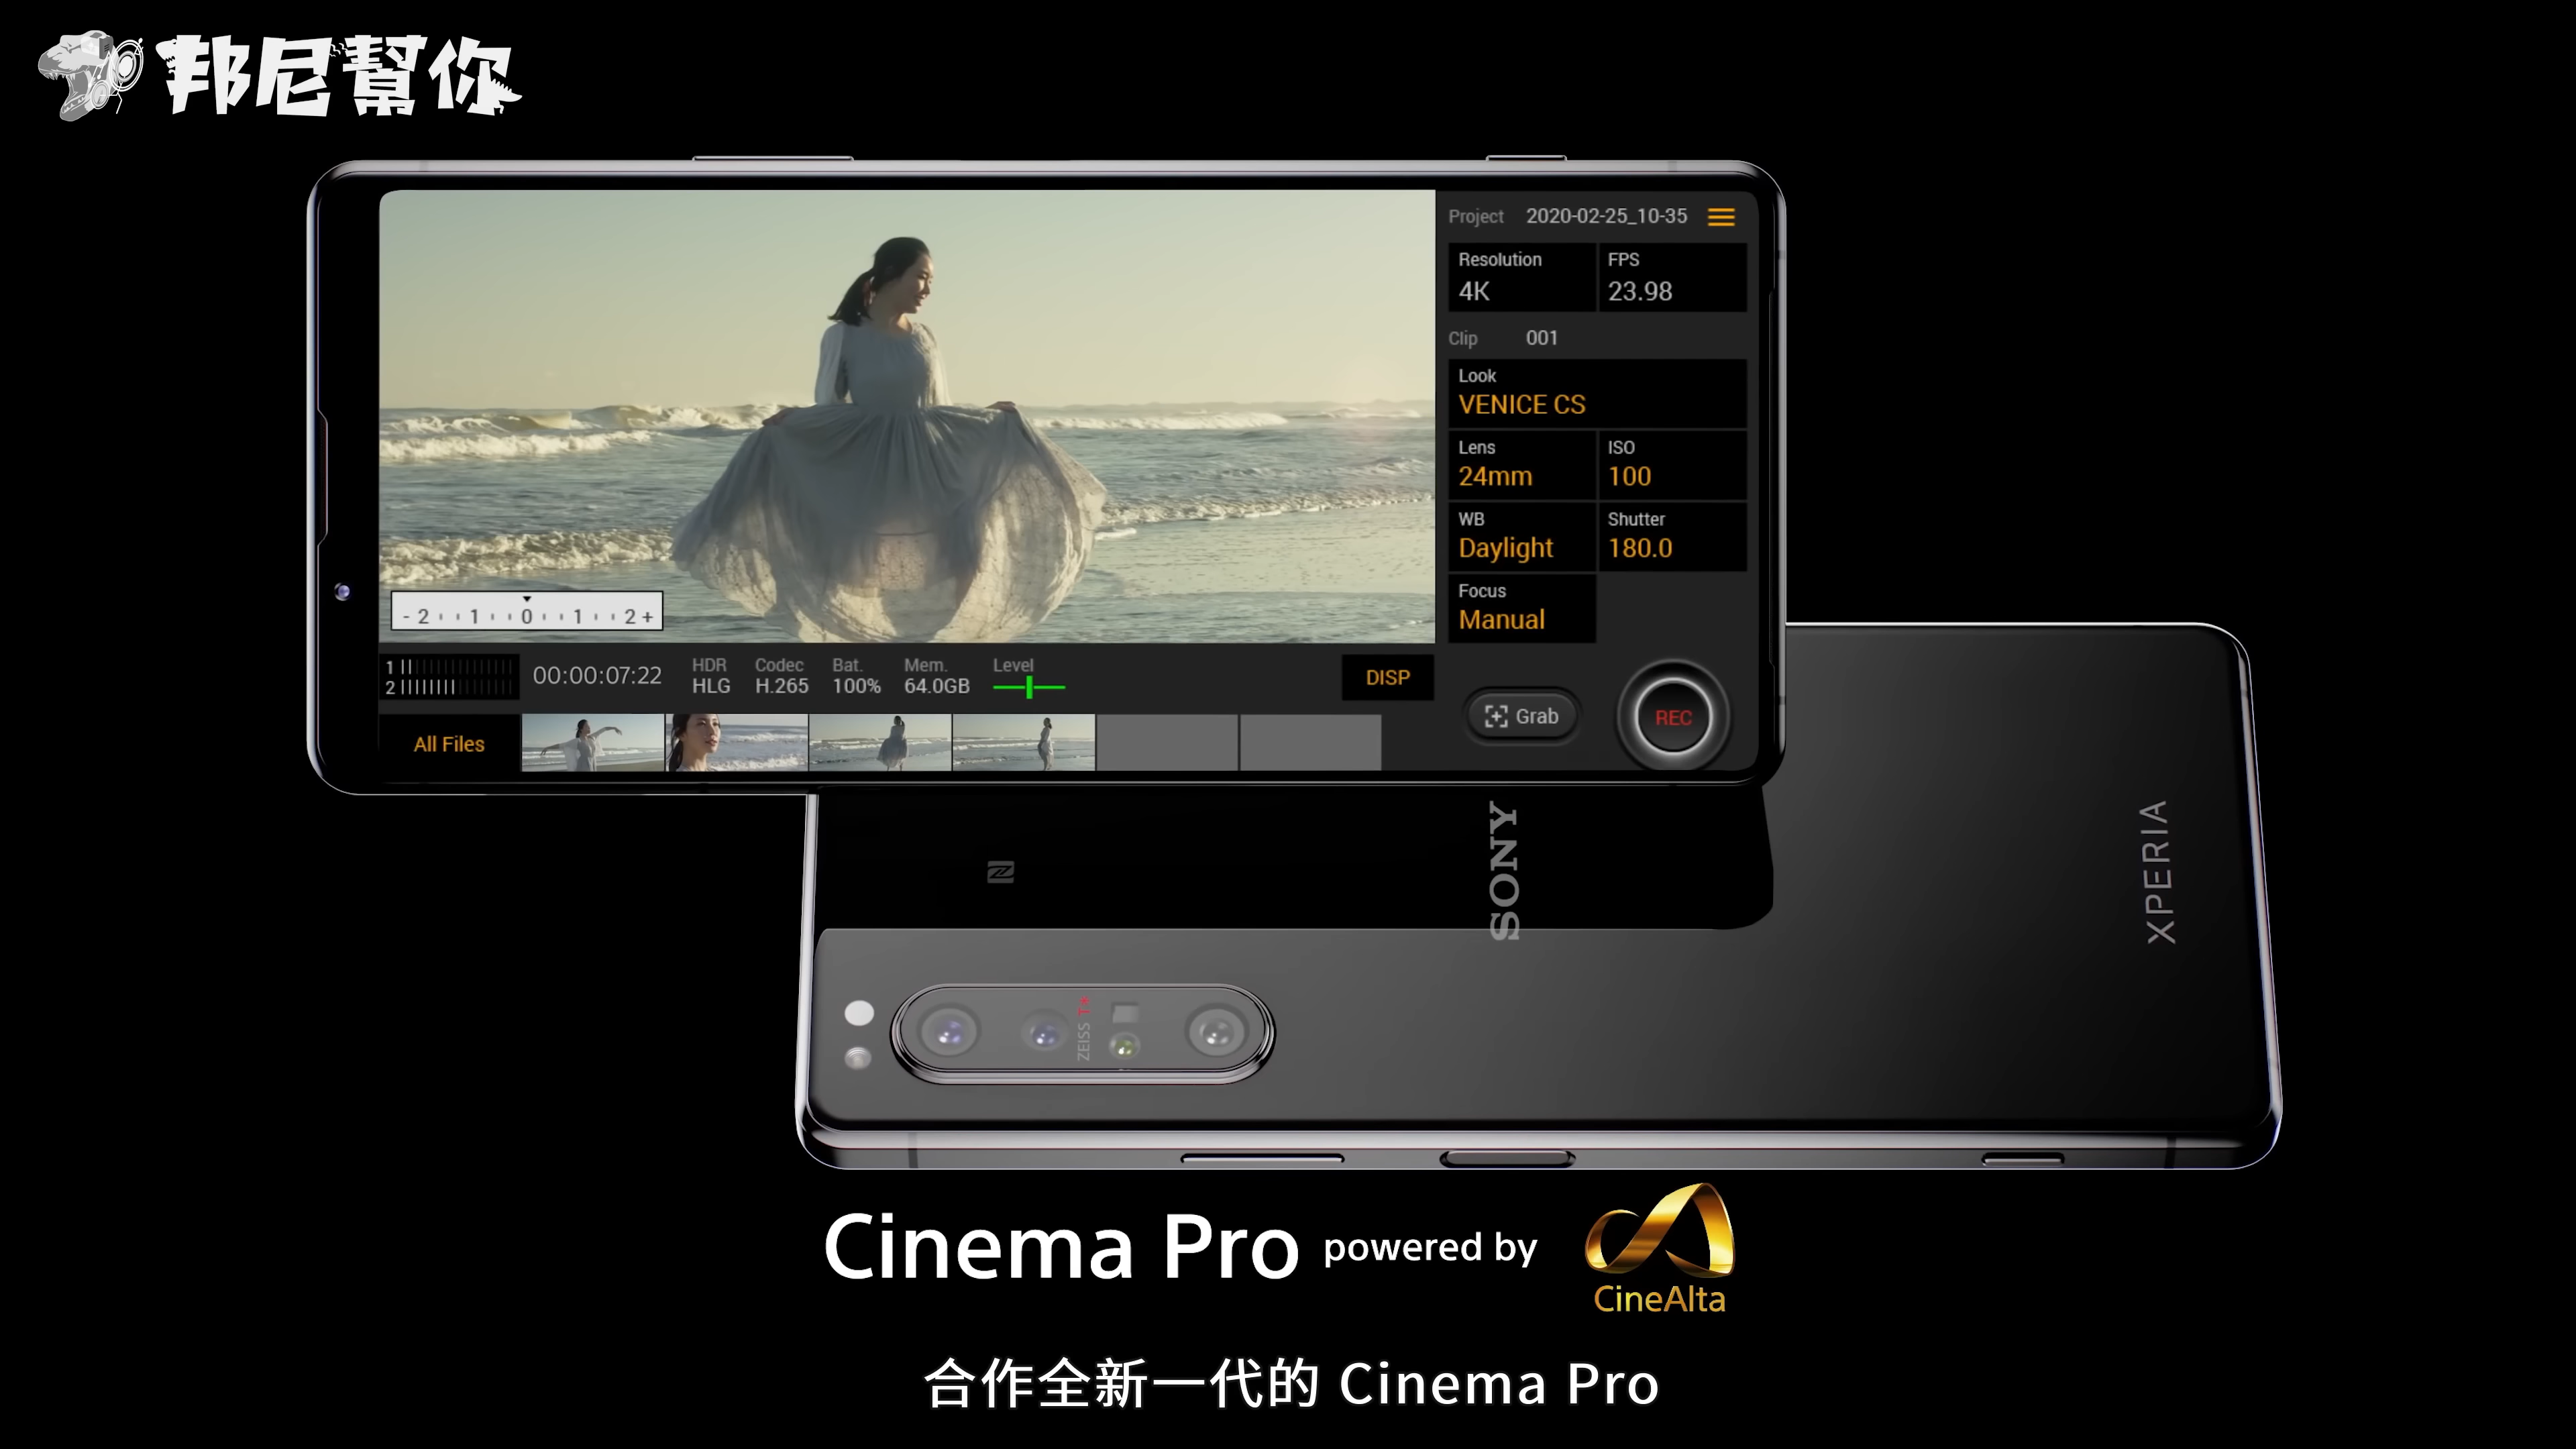 邦尼幫你
Project 2020-02-25_10-35
Resolution FPS
4K 23.98
Clip 001
Look
VENICE CS
Lens ISO
24mm 100
WB Shutter
Daylight 180.0
Focus
Manual
- 2 1 0 1 2 +
1
2
00:00:07:22
HDR Codec Bat. Mem. Level
HLG H.265 100% 64.0GB
DISP
All Files
Grab
REC
SONY
XPERIA
ZEISS T*
Cinema Pro powered by
CineAlta
合作全新一代的 Cinema Pro